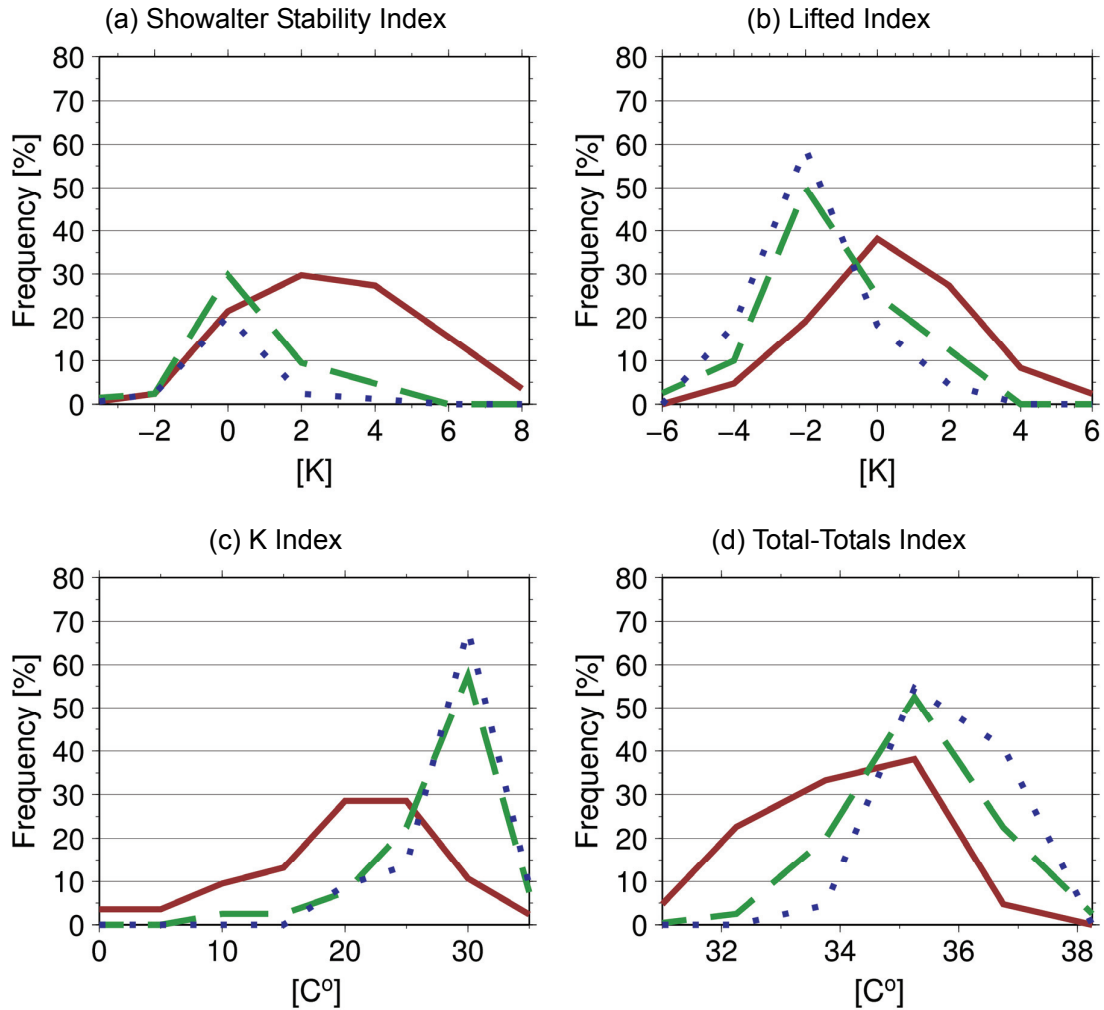 (a) Showalter Stability Index
80
70
60
50
40
30
20
10
0
Frequency [%]
−2 0 2 4 6 8
[K]
(b) Lifted Index
80
70
60
50
40
30
20
10
0
Frequency [%]
−6 −4 −2 0 2 4 6
[K]
(c) K Index
80
70
60
50
40
30
20
10
0
Frequency [%]
0 10 20 30
[Cº]
(d) Total-Totals Index
80
70
60
50
40
30
20
10
0
Frequency [%]
32 34 36 38
[Cº]